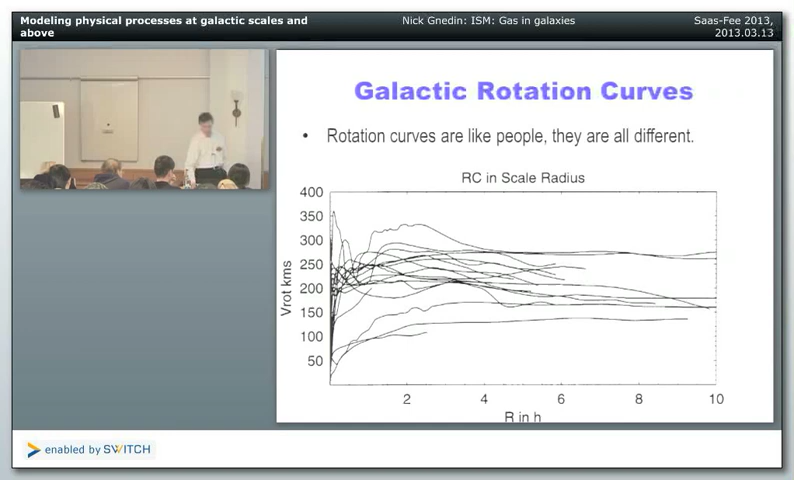 Modeling physical processes at galactic scales and
above
Nick Gnedin: ISM: Gas in galaxies
Saas-Fee 2013,
2013.03.13
Galactic Rotation Curves
• Rotation curves are like people, they are all different.
RC in Scale Radius
400
350
300
250
200
150
100
50
Vrot kms
2 4 6 8 10
R in h
enabled by SWITCH